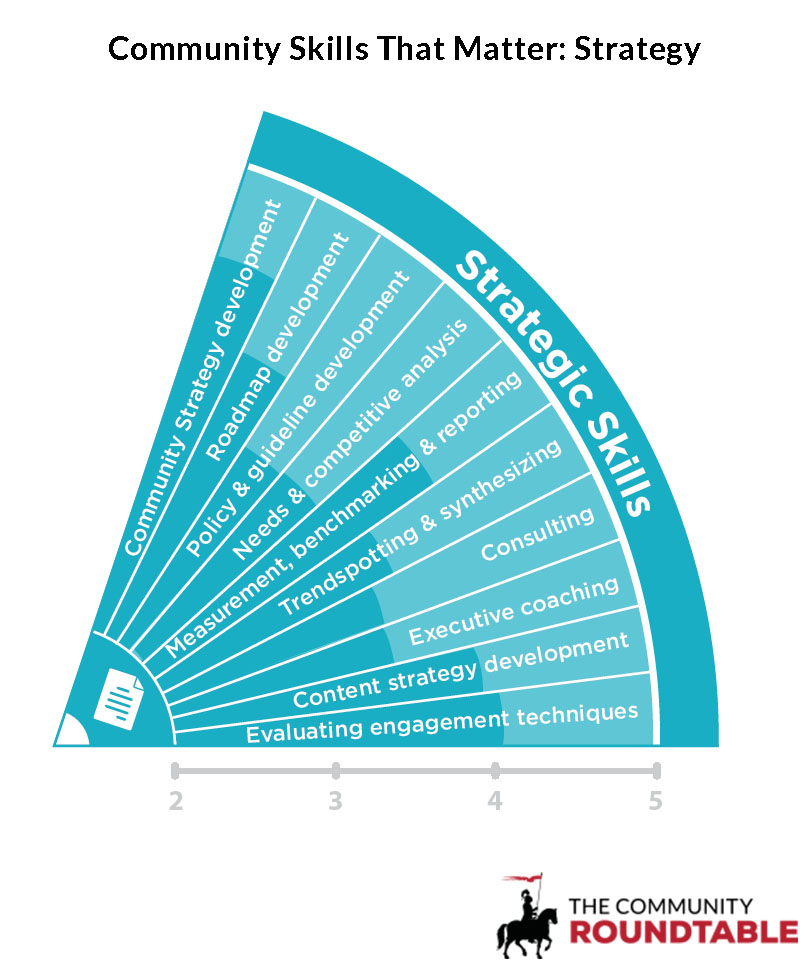 Community Skills That Matter: Strategy
Strategic Skills
Community Strategy development
Roadmap development
Policy & guideline development
Needs & competitive analysis
Measurement, benchmarking & reporting
Trendspotting & synthesizing
Consulting
Executive coaching
Content strategy development
Evaluating engagement techniques
2 3 4 5
THE COMMUNITY
ROUNDTABLE